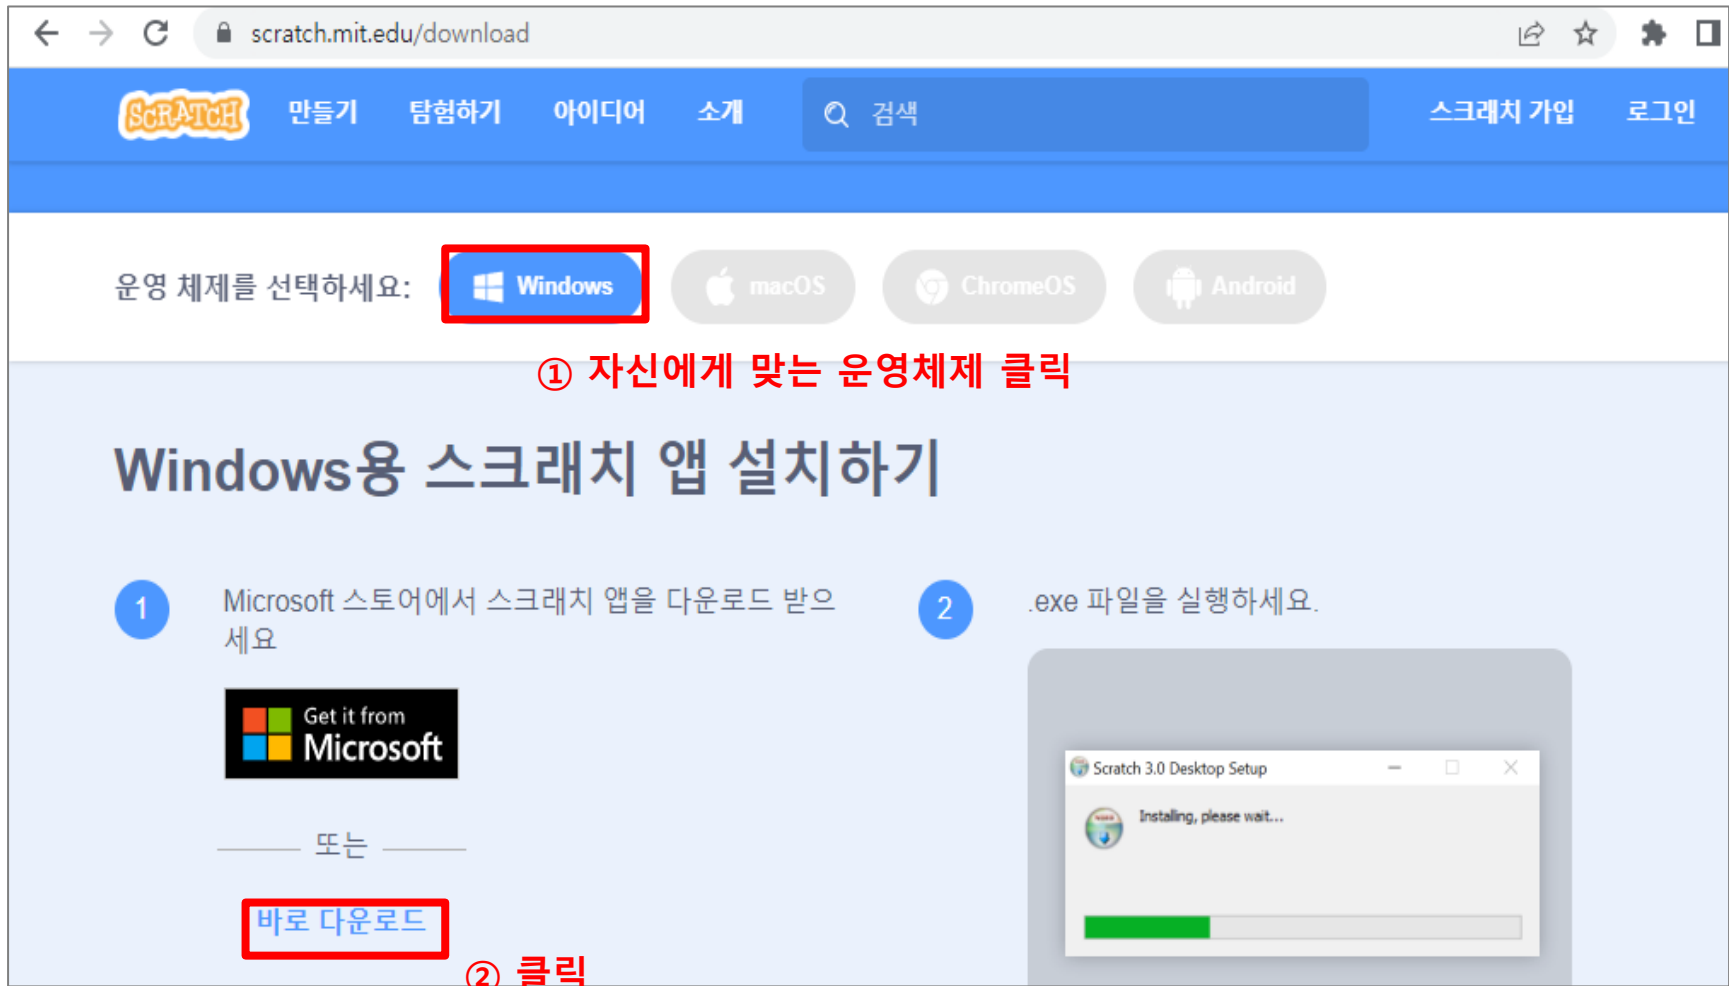 scratch.mit.edu/download
SCRATCH 만들기 탐험하기 아이디어 소개 검색 스크래치 가입 로그인
운영 체제를 선택하세요: Windows macOS ChromeOS Android
① 자신에게 맞는 운영체제 클릭
Windows용 스크래치 앱 설치하기
1 Microsoft 스토어에서 스크래치 앱을 다운로드 받으
세요
Get it from
Microsoft
또는
바로 다운로드
② 클릭
2 .exe 파일을 실행하세요.
Scratch 3.0 Desktop Setup
Installing, please wait...